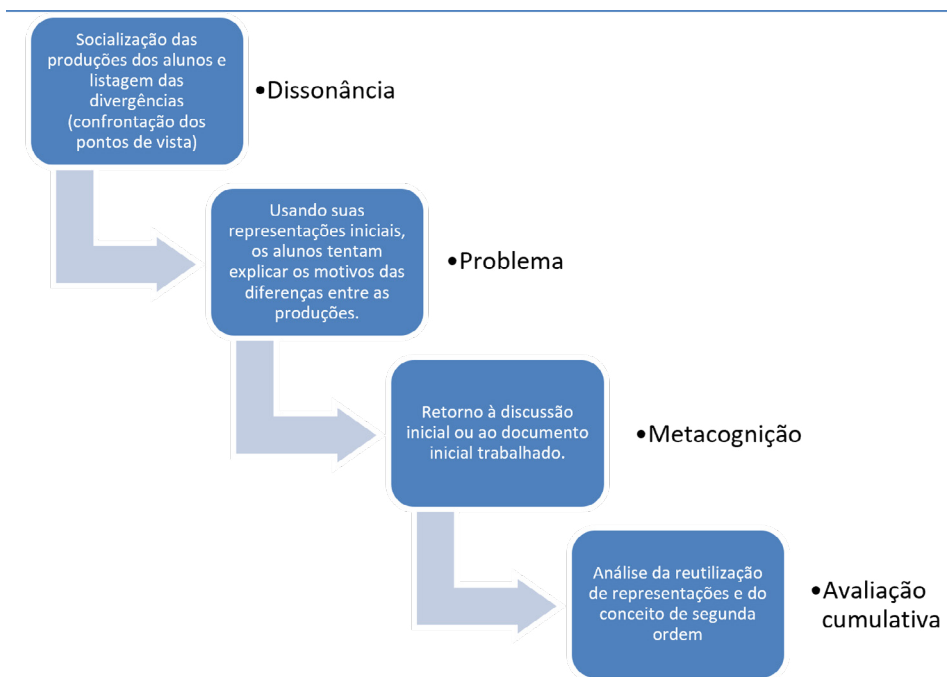 Socialização das
produções dos alunos e
listagem das
divergências
(confrontação dos
pontos de vista)
•Dissonância
Usando suas
representações iniciais,
os alunos tentam
explicar os motivos das
diferenças entre as
produções.
•Problema
Retorno à discussão
inicial ou ao documento
inicial trabalhado.
•Metacognição
Análise da reutilização
de representações e do
conceito de segunda
ordem
•Avaliação
cumulativa